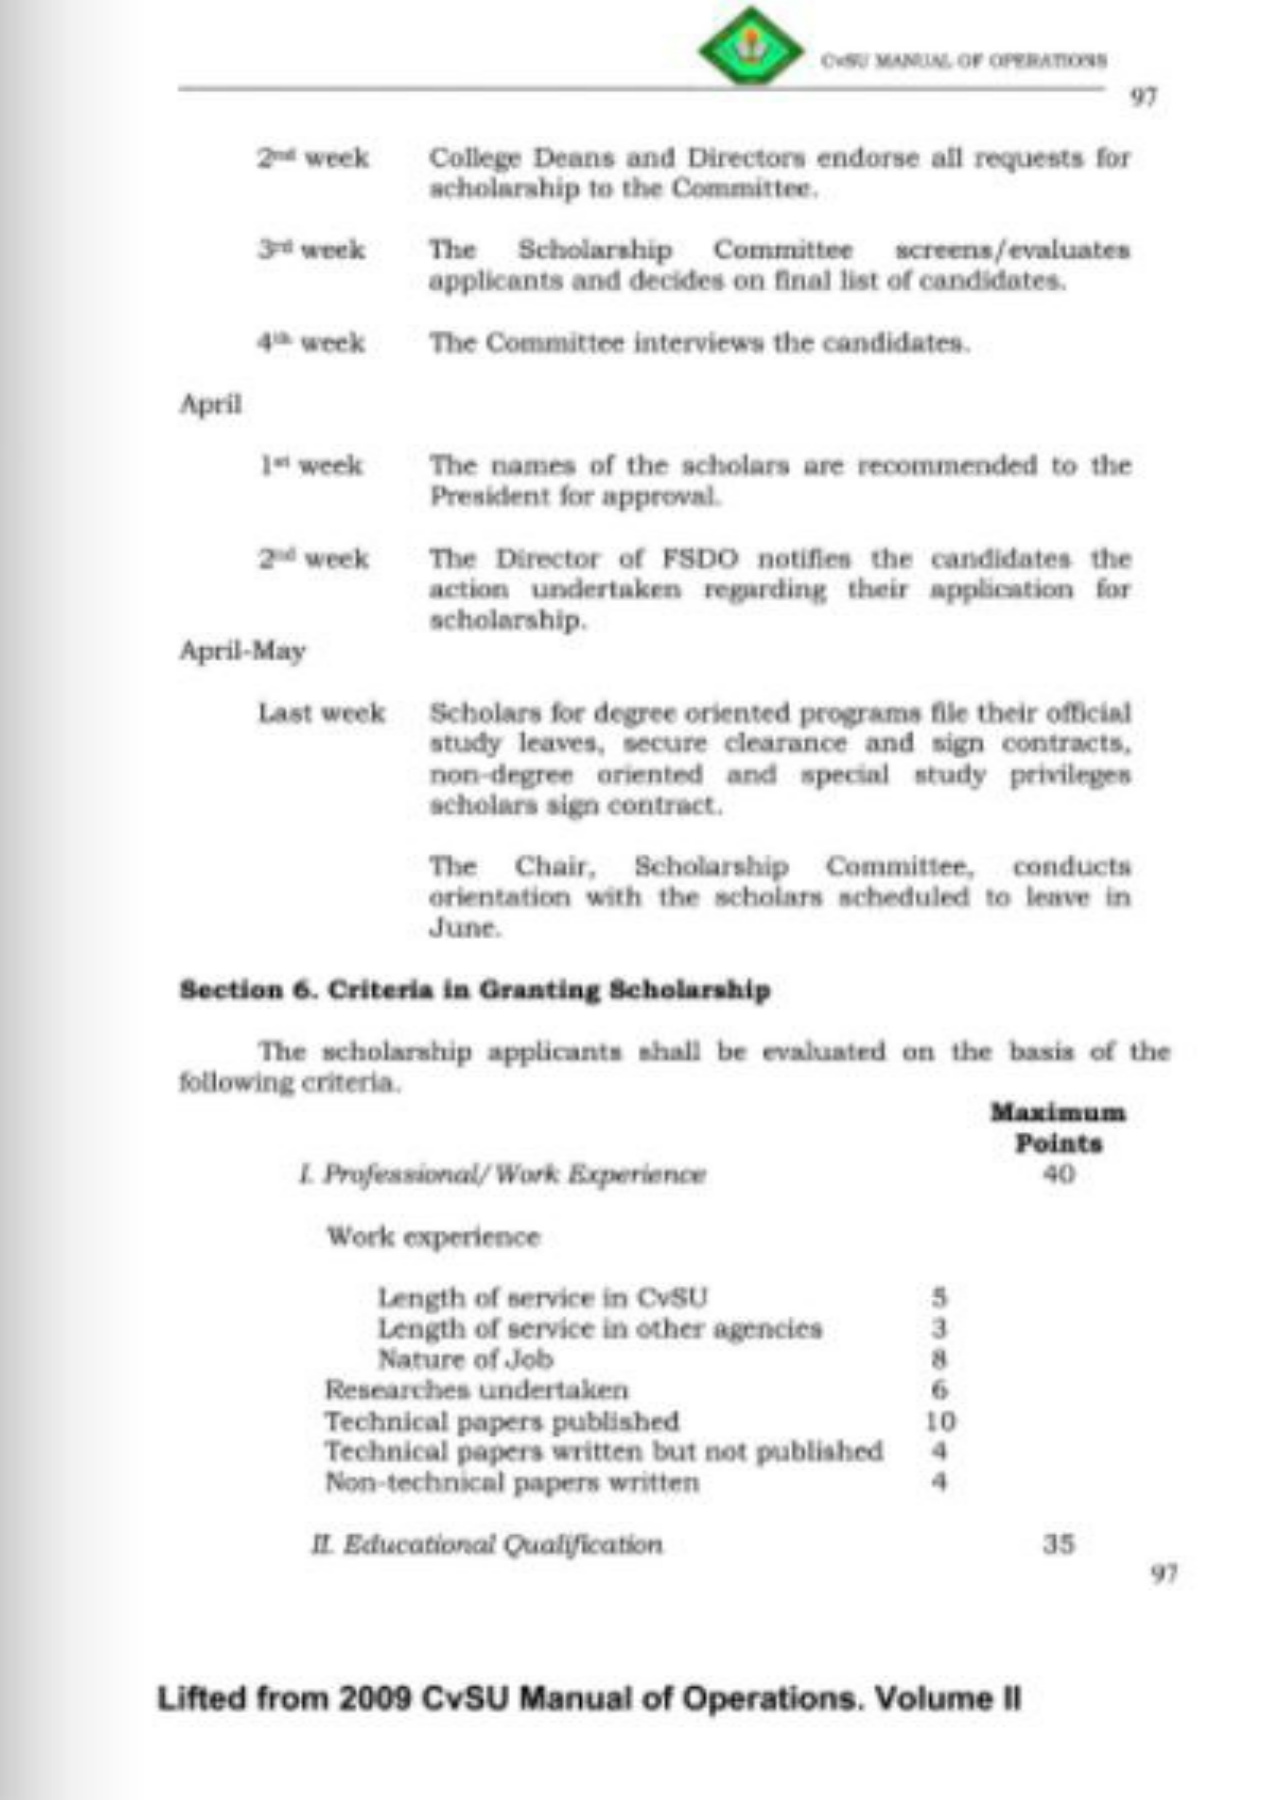 CvSU MANUAL OF OPERATIONS
97
2nd week College Deans and Directors endorse all requests for
scholarship to the Committee.
3rd week The Scholarship Committee screens/evaluates
applicants and decides on final list of candidates.
4th week The Committee interviews the candidates.
April
1st week The names of the scholars are recommended to the
President for approval.
2nd week The Director of FSDO notifies the candidates the
action undertaken regarding their application for
scholarship.
April-May
Last week Scholars for degree oriented programs file their official
study leaves, secure clearance and sign contracts,
non-degree oriented and special study privileges
scholars sign contract.
The Chair, Scholarship Committee, conducts
orientation with the scholars scheduled to leave in
June.
Section 6. Criteria in Granting Scholarship
The scholarship applicants shall be evaluated on the basis of the
following criteria.
Maximum
Points
I. Professional/Work Experience 40
Work experience
Length of service in CvSU 5
Length of service in other agencies 3
Nature of Job 8
Researches undertaken 6
Technical papers published 10
Technical papers written but not published 4
Non-technical papers written 4
II. Educational Qualification 35
97
Lifted from 2009 CvSU Manual of Operations. Volume II